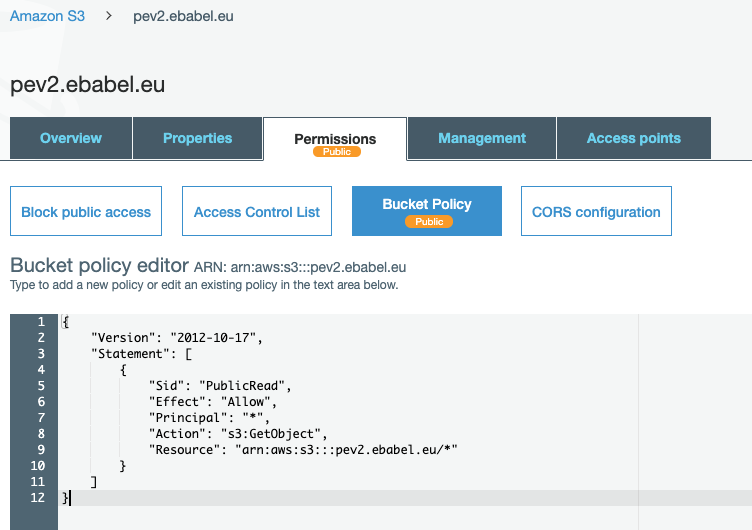 Amazon S3 > pev2.ebabel.eu
pev2.ebabel.eu
Overview Properties Permissions Management Access points
Public
Block public access Access Control List Bucket Policy CORS configuration
Public
Bucket policy editor ARN: arn:aws:s3:::pev2.ebabel.eu
Type to add a new policy or edit an existing policy in the text area below.
1 {
2 "Version": "2012-10-17",
3 "Statement": [
4 {
5 "Sid": "PublicRead",
6 "Effect": "Allow",
7 "Principal": "*",
8 "Action": "s3:GetObject",
9 "Resource": "arn:aws:s3:::pev2.ebabel.eu/*"
10 }
11 ]
12 }